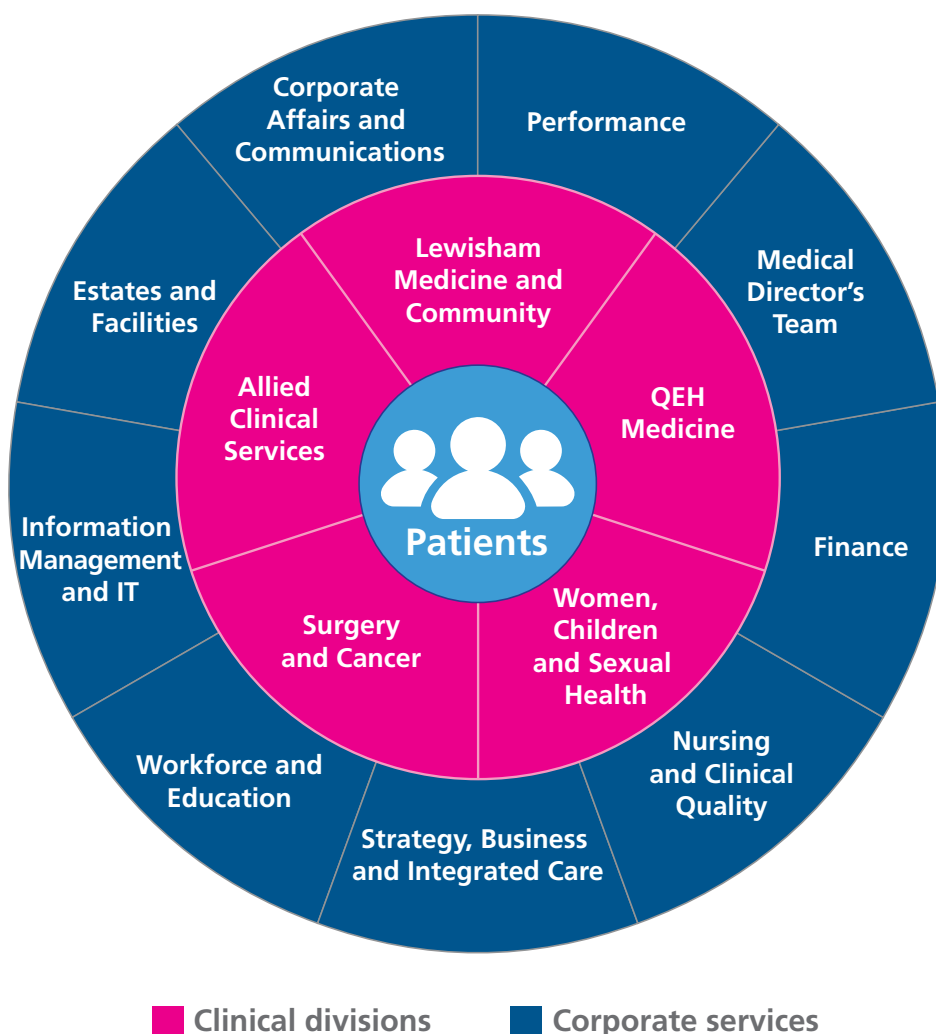 Corporate
Affairs and
Communications
Performance
Medical
Director’s
Team
Finance
Nursing
and Clinical
Quality
Strategy, Business
and Integrated Care
Workforce and
Education
Information
Management
and IT
Estates and
Facilities
Lewisham
Medicine and
Community
QEH
Medicine
Women,
Children
and Sexual
Health
Surgery
and Cancer
Allied
Clinical
Services
Patients
Clinical divisions
Corporate services